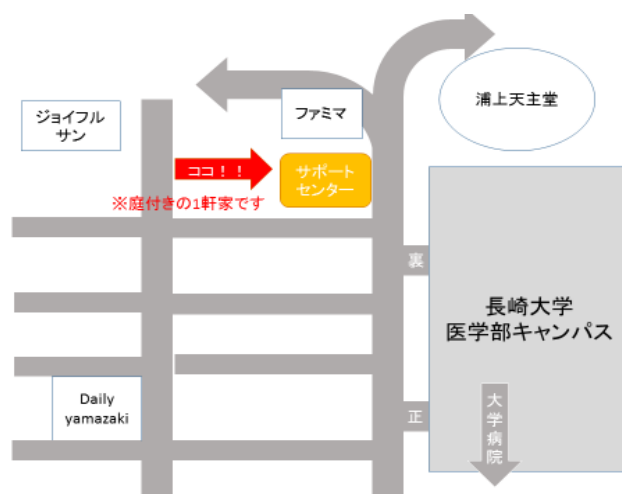 ファミマ
浦上天主堂
ジョイフル
サン
ココ！！
サポート
センター
※庭付きの1軒家です
裏
長崎大学
医学部キャンパス
Daily
yamazaki
正
大学病院